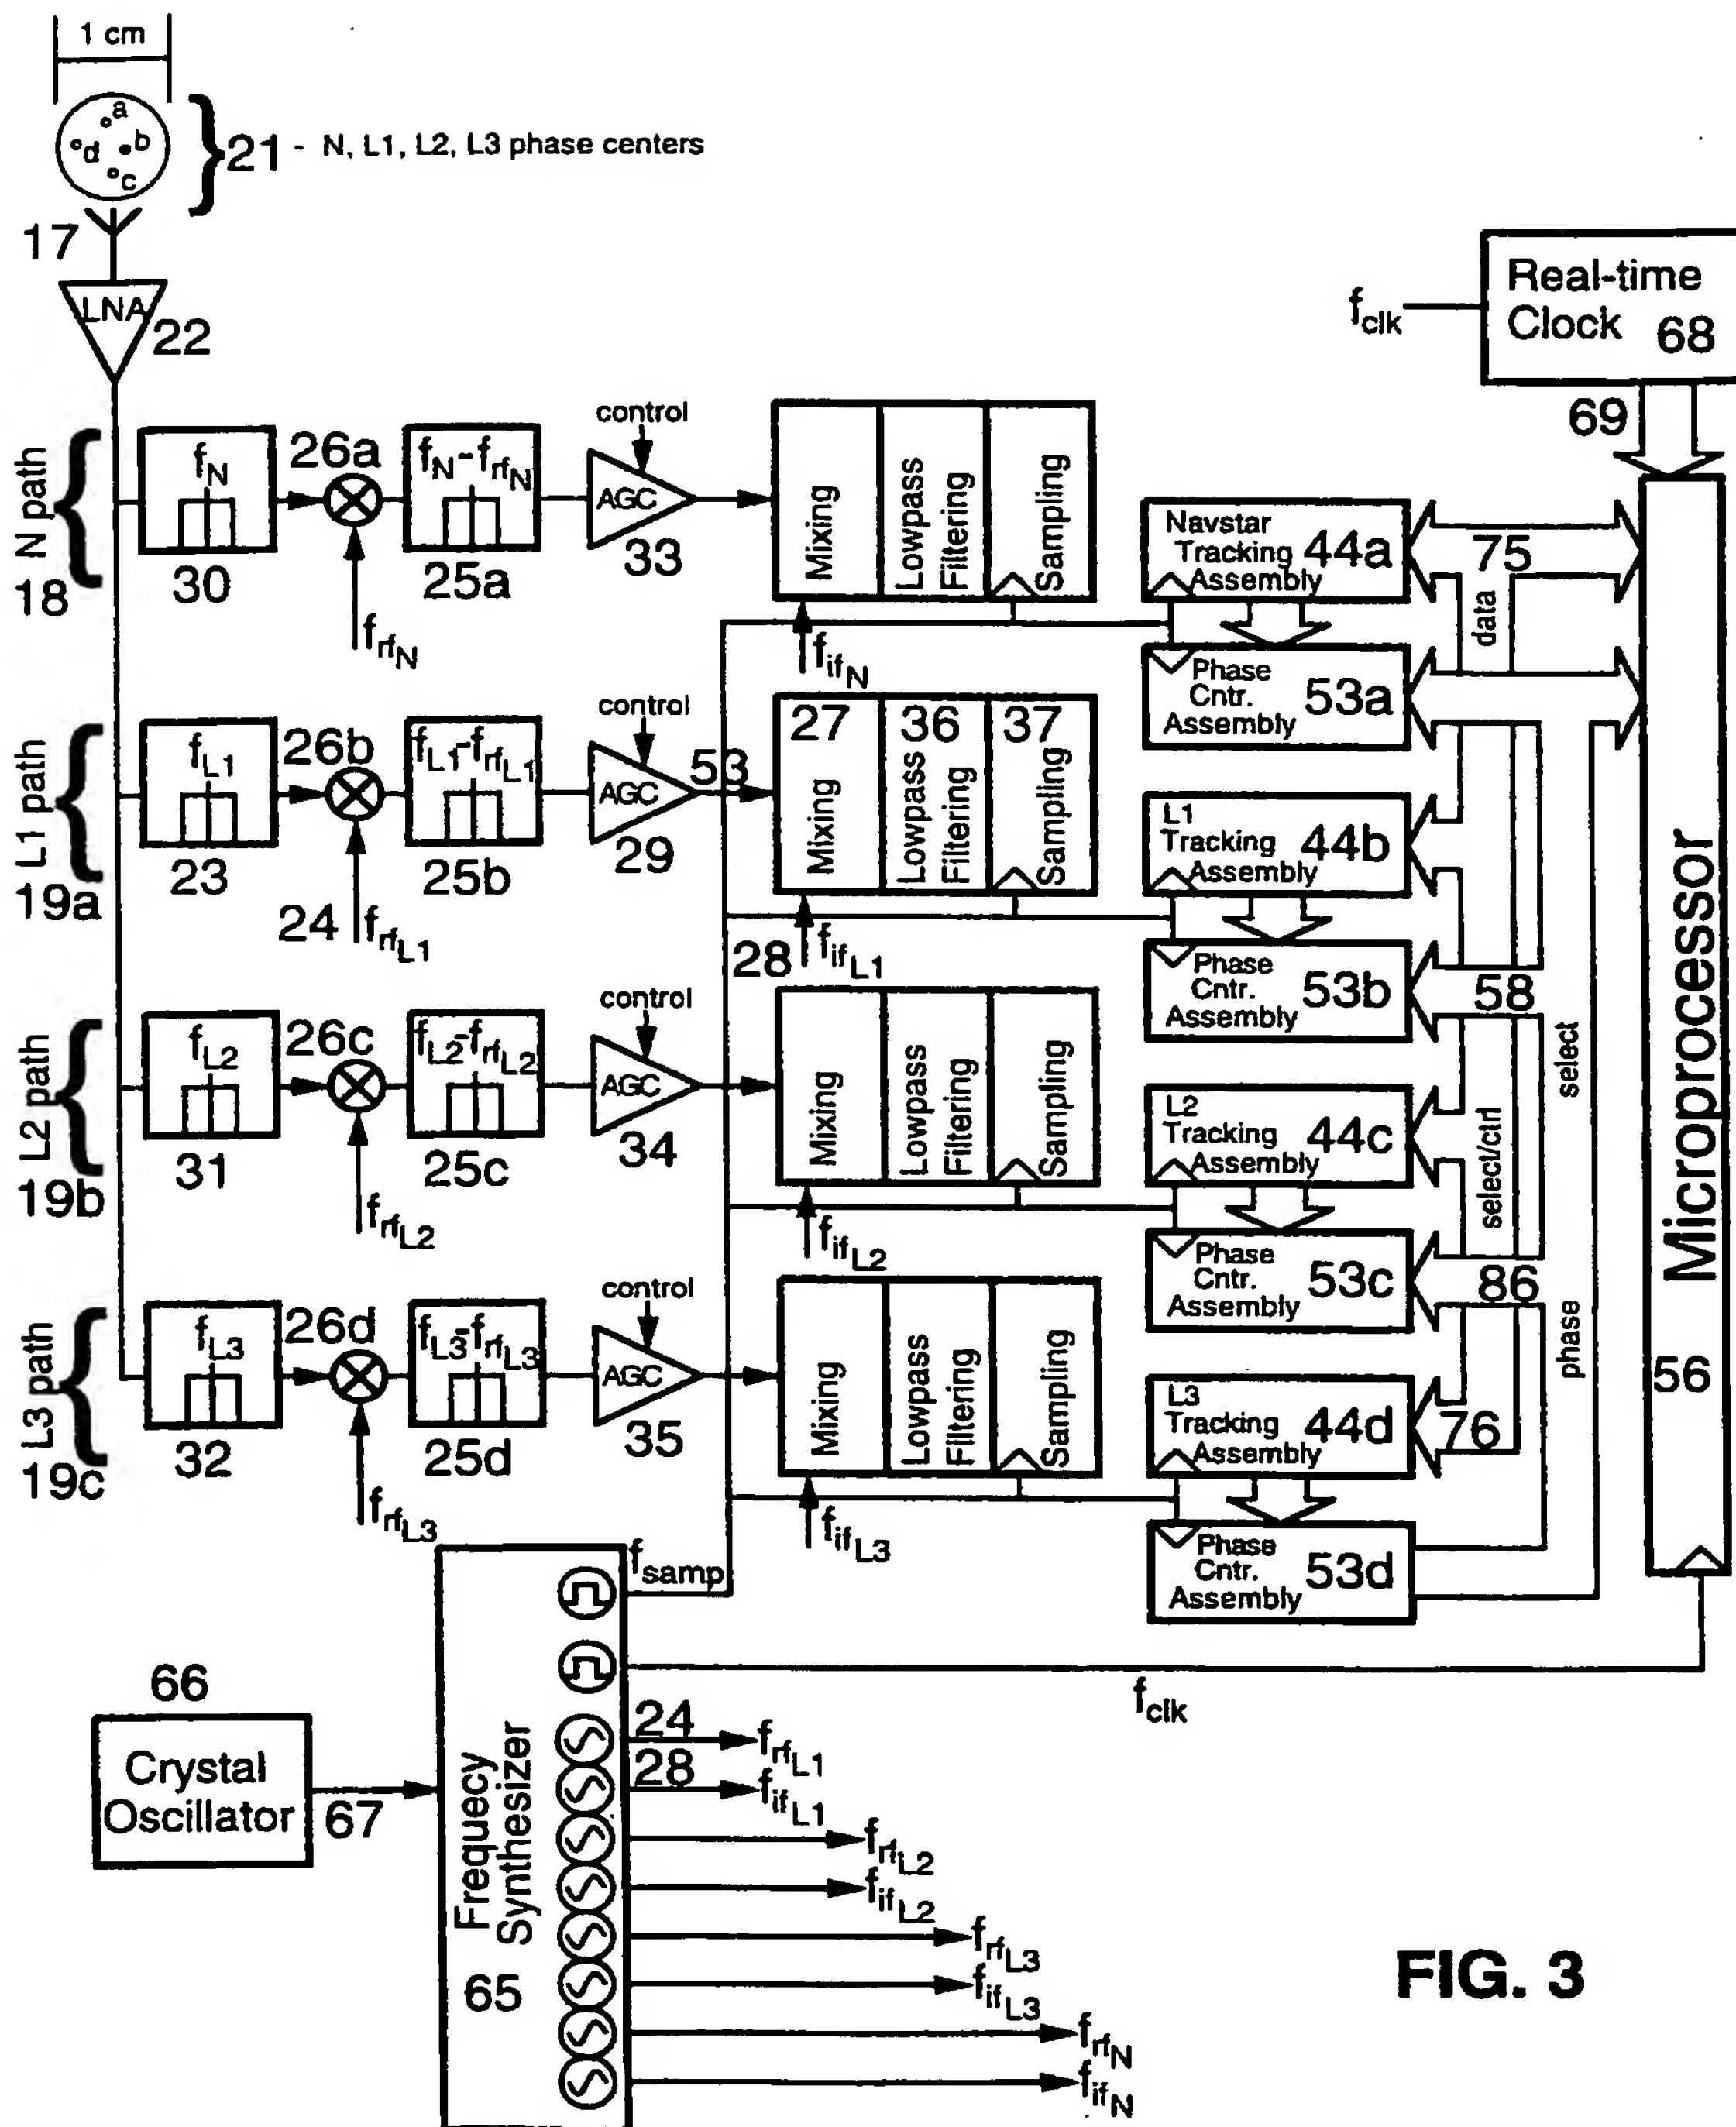 1 cm
a
b
d
c
21 - N, L1, L2, L3 phase centers
17
LNA
22
Real-time
Clock 68
fclk
69
N path
18
fN
30
26a
frfN
fN-frfN
25a
control
AGC
33
Mixing
Lowpass
Filtering
Sampling
fifN
Navstar
Tracking
Assembly
44a
75
data
Phase
Cntr.
Assembly
53a
L1 path
19a
fL1
23
26b
24
frfL1
fL1-frfL1
25b
control
AGC
29
53
27
Mixing
36
Lowpass
Filtering
37
Sampling
28
fifL1
L1
Tracking
Assembly
44b
Phase
Cntr.
Assembly
53b
58
select
L2 path
19b
fL2
31
26c
frfL2
fL2-frfL2
25c
control
AGC
34
Mixing
Lowpass
Filtering
Sampling
fifL2
L2
Tracking
Assembly
44c
select/ctrl
Phase
Cntr.
Assembly
53c
86
phase
Microprocessor
56
L3 path
19c
fL3
32
26d
frfL3
fL3-frfL3
25d
control
AGC
35
Mixing
Lowpass
Filtering
Sampling
fifL3
L3
Tracking
Assembly
44d
76
Phase
Cntr.
Assembly
53d
fsamp
fclk
66
Crystal
Oscillator
67
Frequecy
Synthesizer
65
24
frfL1
28
fifL1
frfL2
fifL2
frfL3
fifL3
frfN
fifN
FIG. 3